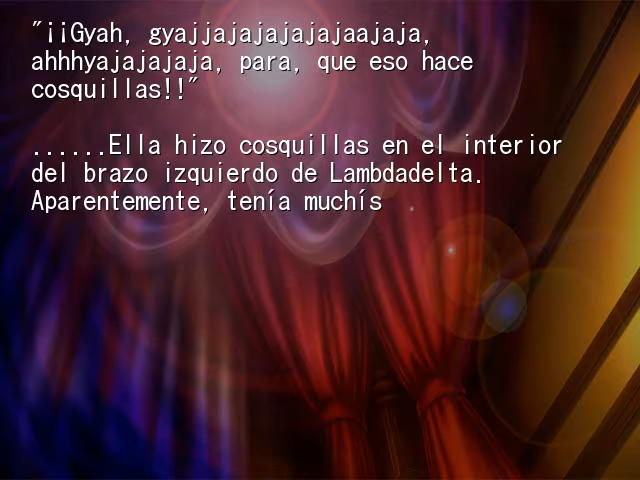 "¡¡Gyah, gyajjajajajajajaajaja,
ahhhyajajajaja, para, que eso hace
cosquillas!!"
......Ella hizo cosquillas en el interior
del brazo izquierdo de Lambdadelta.
Aparentemente, tenía muchís